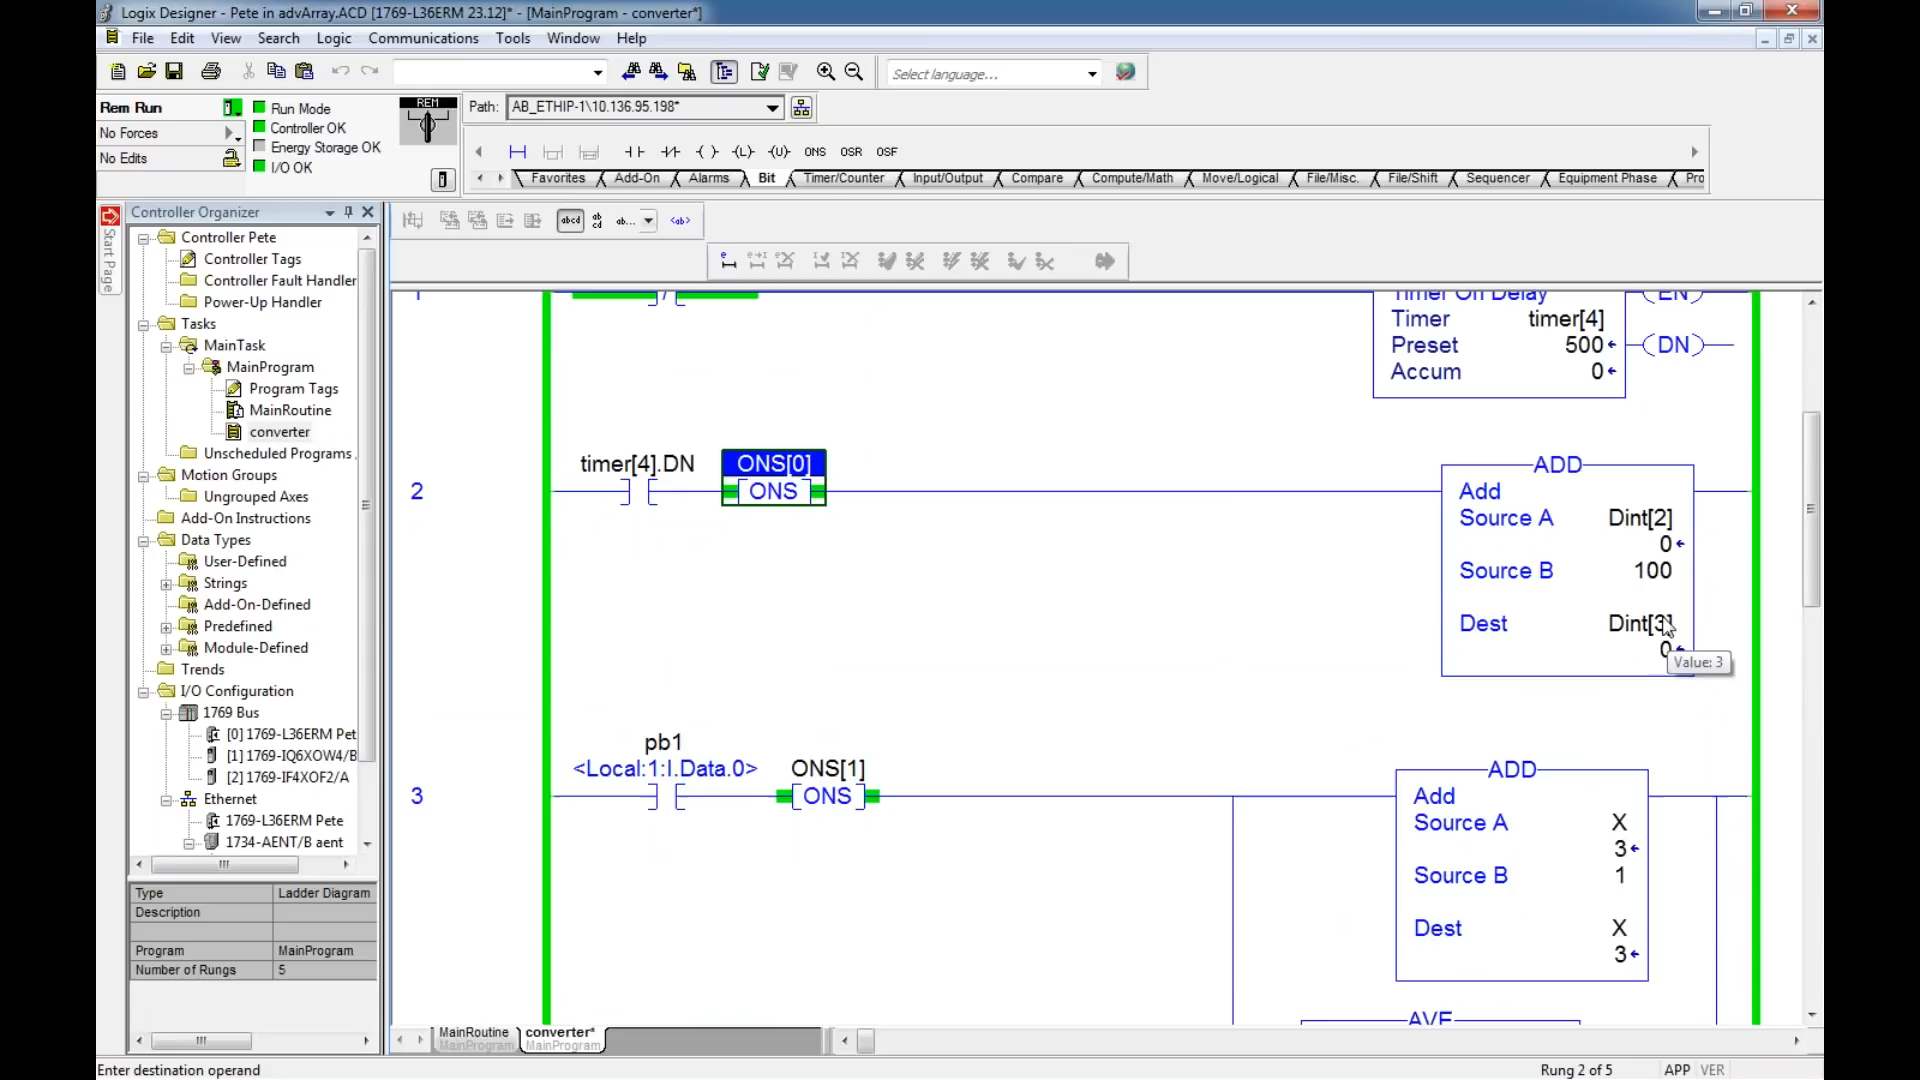 Logix Designer - Pete in advArray.ACD [1769-L36ERM 23.12]* - [MainProgram - converter*]
File Edit View Search Logic Communications Tools Window Help
Select language...
Rem Run
No Forces
No Edits
Run Mode
Controller OK
Energy Storage OK
I/O OK
REM
Path: AB_ETHIP-1\10.136.95.198*
ONS OSR OSF
Favorites Add-On Alarms Bit Timer/Counter Input/Output Compare Compute/Math Move/Logical File/Misc. File/Shift Sequencer Equipment Phase Pro
Start Page
Controller Organizer
Controller Pete
Controller Tags
Controller Fault Handler
Power-Up Handler
Tasks
MainTask
MainProgram
Program Tags
MainRoutine
converter
Unscheduled Programs
Motion Groups
Ungrouped Axes
Add-On Instructions
Data Types
User-Defined
Strings
Add-On-Defined
Predefined
Module-Defined
Trends
I/O Configuration
1769 Bus
[0] 1769-L36ERM Pet
[1] 1769-IQ6XOW4/B
[2] 1769-IF4XOF2/A
Ethernet
1769-L36ERM Pete
1734-AENT/B aent
Type Ladder Diagram
Description
Program MainProgram
Number of Rungs 5
abcd
ab
cd
ab...
<ab>
1
Timer On Delay EN
Timer timer[4]
Preset 500 DN
Accum 0
2
timer[4].DN ONS[0]
ONS
ADD
Add
Source A Dint[2]
0
Source B 100
Dest Dint[3]
0
Value: 3
3
pb1
<Local:1:I.Data.0> ONS[1]
ONS
ADD
Add
Source A X
3
Source B 1
Dest X
3
AVE
MainRoutine
MainProgram
converter*
MainProgram
Enter destination operand
Rung 2 of 5 APP VER